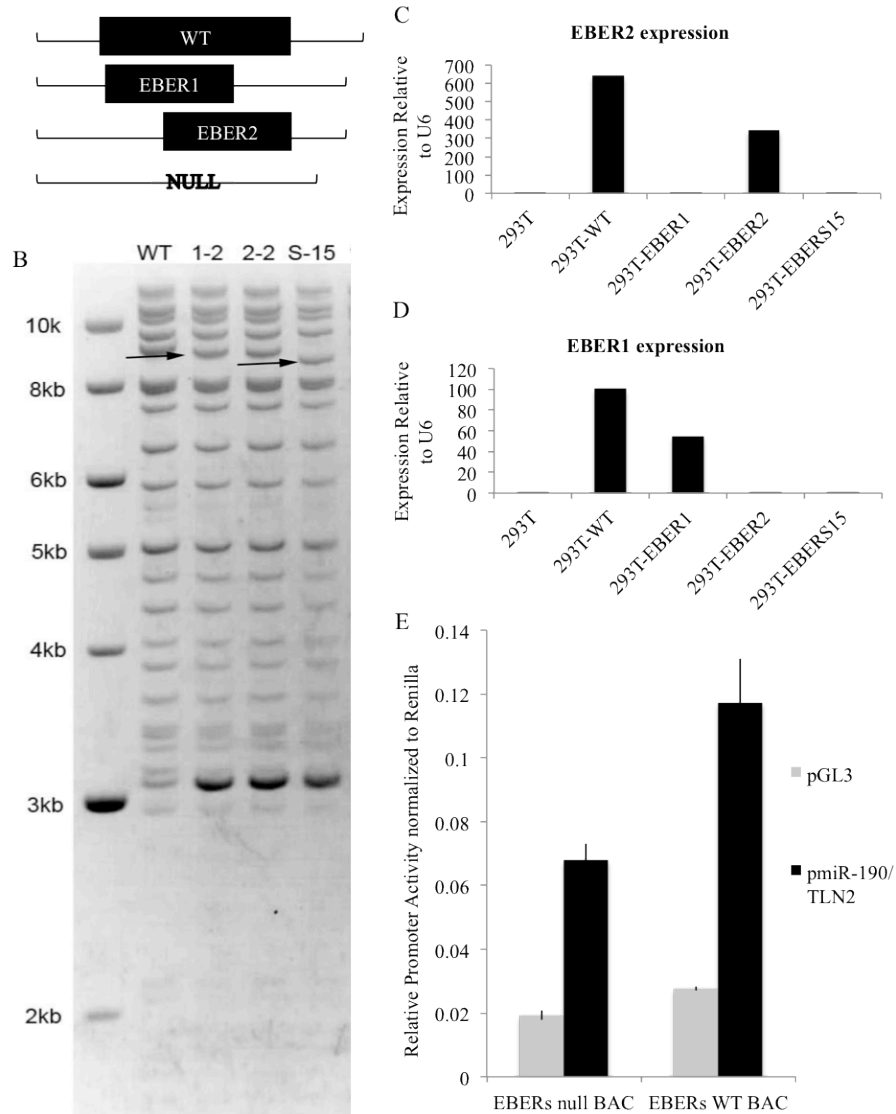 WT
EBER1
EBER2
NULL
B
WT 1-2 2-2 S-15
10k
8kb
6kb
5kb
4kb
3kb
2kb
C
EBER2 expression
Expression Relative
to U6
700
600
500
400
300
200
100
0
293T
293T-WT
293T-EBER1
293T-EBER2
293T-EBERS15
D
EBER1 expression
Expression Relative
to U6
120
100
80
60
40
20
0
293T
293T-WT
293T-EBER1
293T-EBER2
293T-EBERS15
E
Relative Promoter Activity normalized to Renilla
0.14
0.12
0.1
0.08
0.06
0.04
0.02
0
EBERs null BAC
EBERs WT BAC
pGL3
pmiR-190/
TLN2